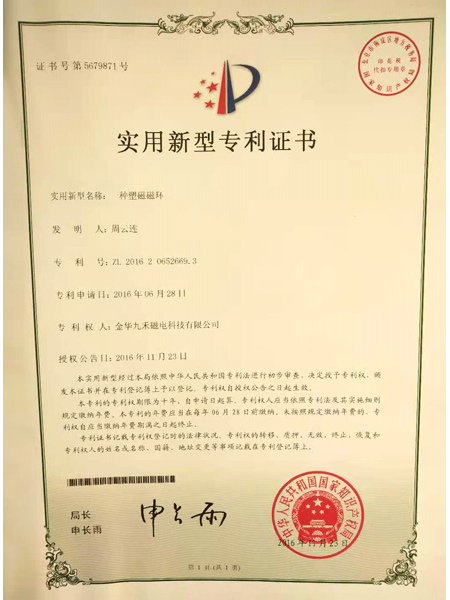 证书号第5679871号
实用新型专利证书
实用新型名称：一种塑磁磁环
发明人：周云连
专利号：ZL 2016 2 0652669.3
专利申请日：2016年06月28日
专利权人：金华九禾磁电科技有限公司
授权公告日：2016年11月23日
本实用新型经过本局依照中华人民共和国专利法进行初步审查，决定授予专利权，颁
发本证书并在专利登记簿上予以登记。专利权自授权公告之日起生效。
本专利的专利权期限为十年，自申请日起算。专利权人应当依照专利法及其实施细则
规定缴纳年费。本专利的年费应当在每年06月28日前缴纳。未按照规定缴纳年费的，专
利权自应当缴纳年费期满之日起终止。
专利证书记载专利权登记时的法律状况。专利权的转移、质押、无效、终止、恢复和
专利权人的姓名或名称、国籍、地址变更等事项记载在专利登记簿上。
局长
申长雨
申长雨
中华人民共和国国家知识产权局
2016年11月23日
第1页(共1页)